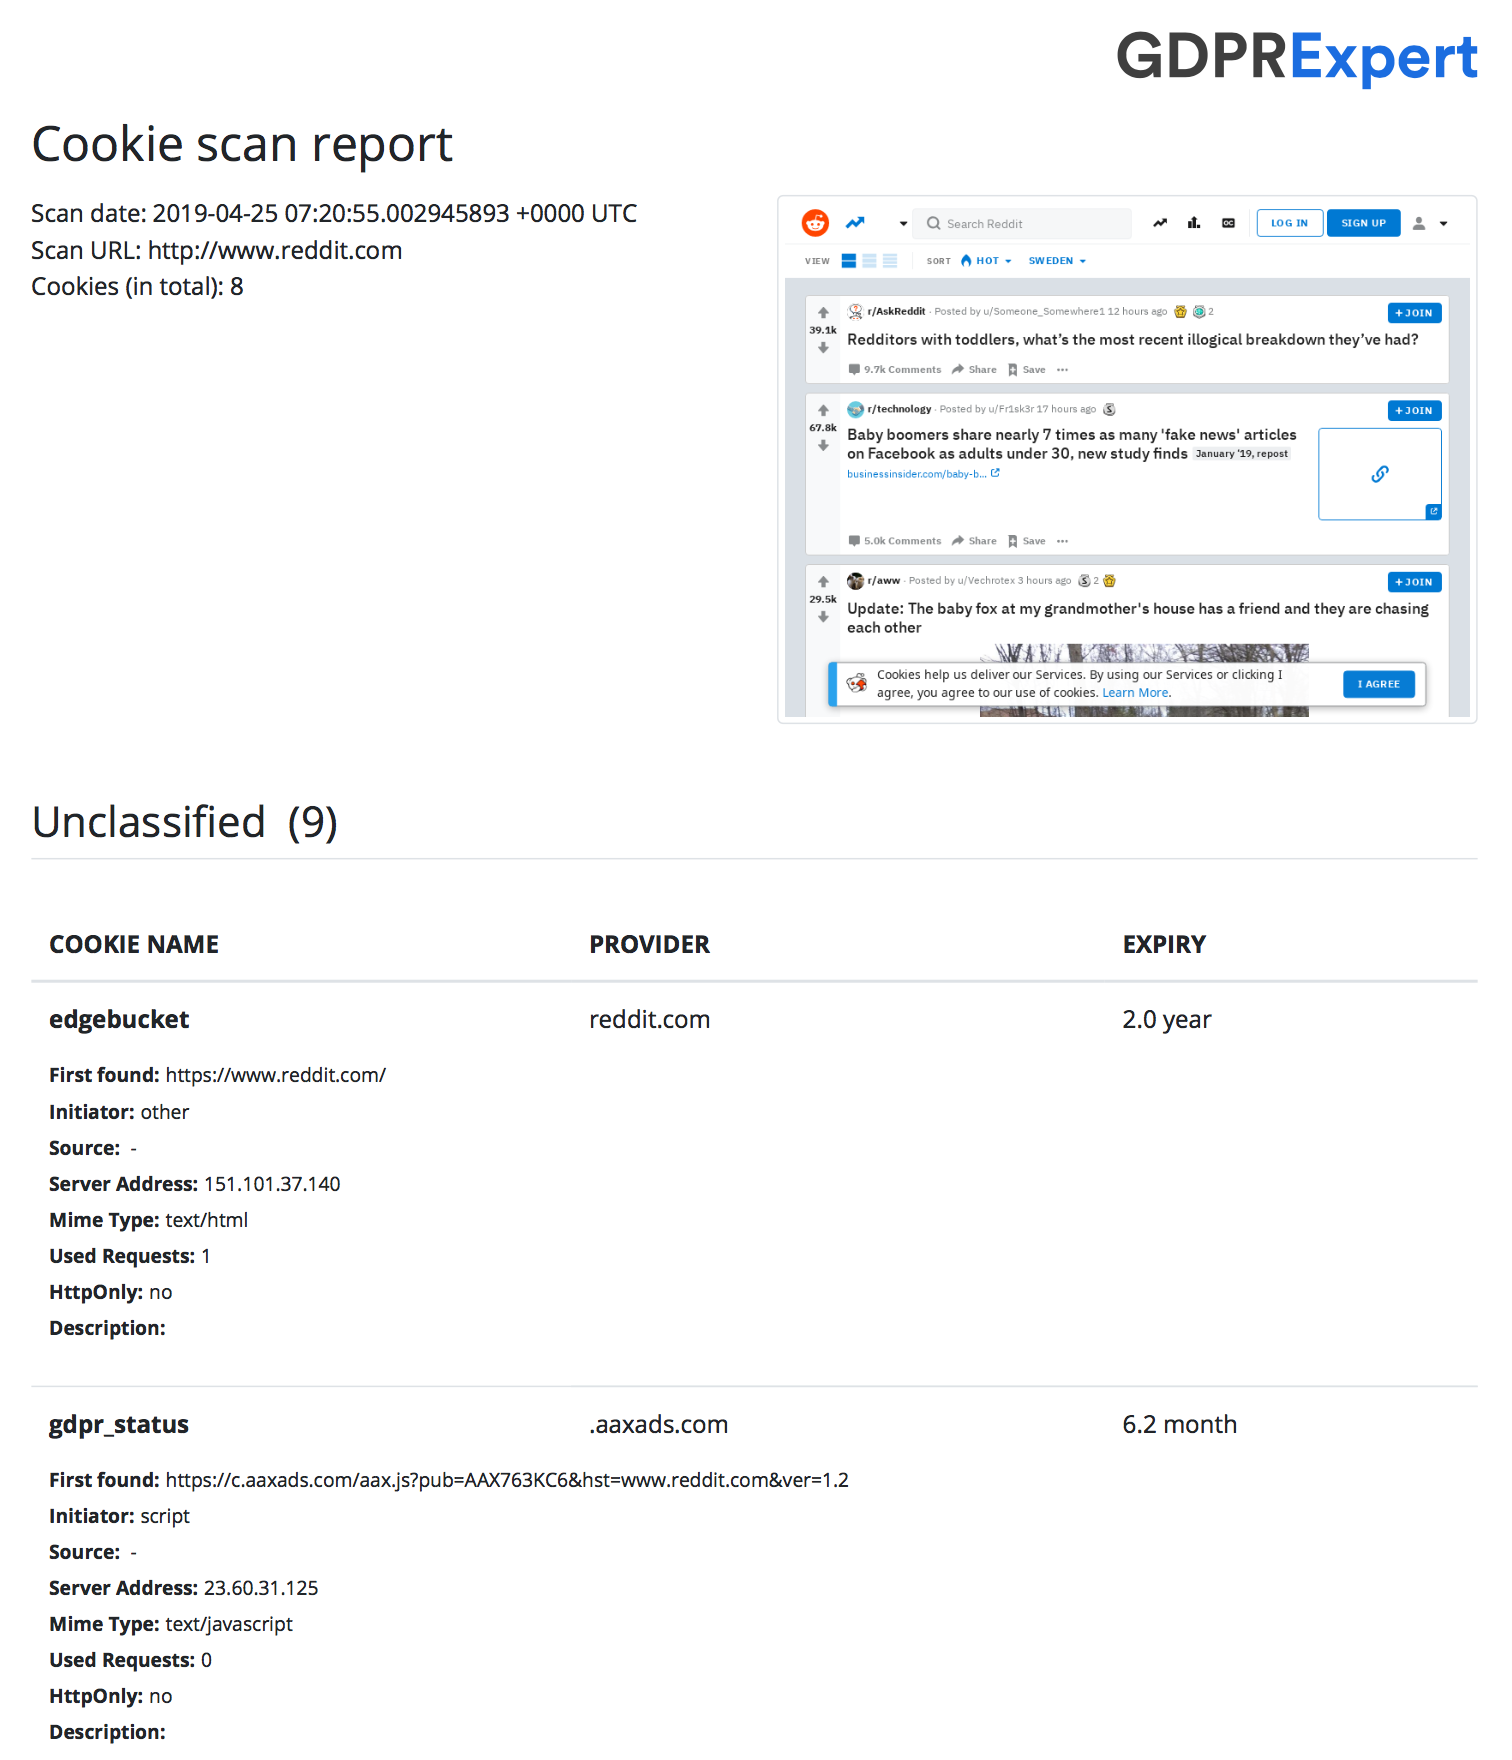 GDPRExpert
Cookie scan report
Scan date: 2019-04-25 07:20:55.002945893 +0000 UTC
Scan URL: http://www.reddit.com
Cookies (in total): 8
Search Reddit
LOG IN
SIGN UP
VIEW
SORT
HOT
SWEDEN
r/AskReddit · Posted by u/Someone_Somewhere1 12 hours ago 2
+ JOIN
39.1k
Redditors with toddlers, what's the most recent illogical breakdown they've had?
9.7k Comments Share Save ···
r/technology · Posted by u/Fr1sk3r 17 hours ago
+ JOIN
67.8k
Baby boomers share nearly 7 times as many 'fake news' articles
on Facebook as adults under 30, new study finds January '19, repost
businessinsider.com/baby-b...
5.0k Comments Share Save ···
r/aww · Posted by u/Vechrotex 3 hours ago 2
+ JOIN
29.5k
Update: The baby fox at my grandmother's house has a friend and they are chasing
each other
Cookies help us deliver our Services. By using our Services or clicking I
agree, you agree to our use of cookies. Learn More.
I AGREE
Unclassified (9)
COOKIE NAME PROVIDER EXPIRY
edgebucket reddit.com 2.0 year
First found: https://www.reddit.com/
Initiator: other
Source: -
Server Address: 151.101.37.140
Mime Type: text/html
Used Requests: 1
HttpOnly: no
Description:
gdpr_status .aaxads.com 6.2 month
First found: https://c.aaxads.com/aax.js?pub=AAX763KC6&hst=www.reddit.com&ver=1.2
Initiator: script
Source: -
Server Address: 23.60.31.125
Mime Type: text/javascript
Used Requests: 0
HttpOnly: no
Description: